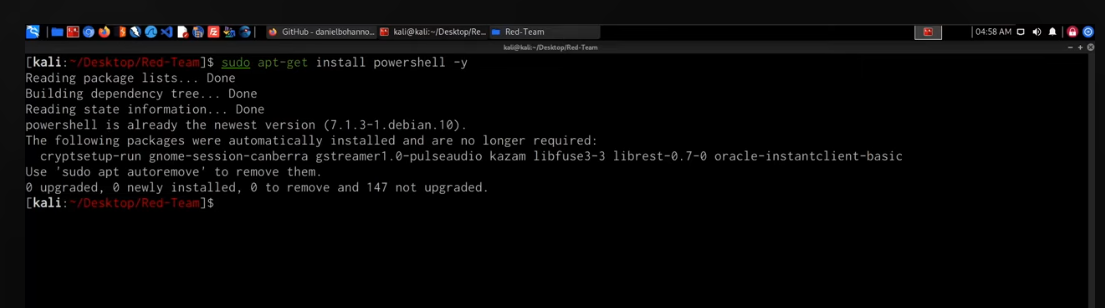 GitHub - danielbohanno... kali@kali:~/Desktop/Re... Red-Team 04:58 AM
kali@kali:~/Desktop/Red-Team
[kali:~/Desktop/Red-Team]$ sudo apt-get install powershell -y
Reading package lists... Done
Building dependency tree... Done
Reading state information... Done
powershell is already the newest version (7.1.3-1.debian.10).
The following packages were automatically installed and are no longer required:
  cryptsetup-run gnome-session-canberra gstreamer1.0-pulseaudio kazam libfuse3-3 librest-0.7-0 oracle-instantclient-basic
Use 'sudo apt autoremove' to remove them.
0 upgraded, 0 newly installed, 0 to remove and 147 not upgraded.
[kali:~/Desktop/Red-Team]$